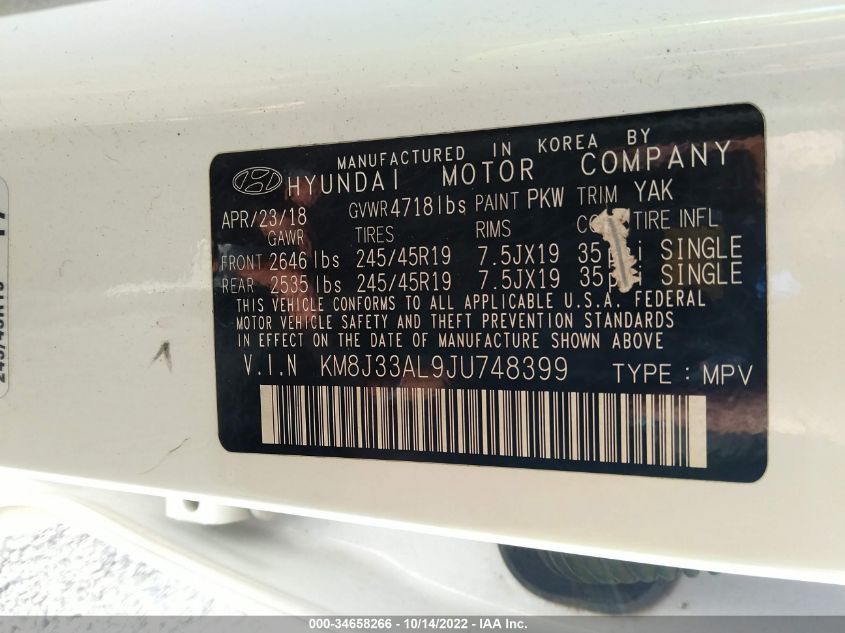 MANUFACTURED IN KOREA BY
HYUNDAI MOTOR COMPANY
APR/23/18 GVWR4718lbs PAINT PKW TRIM YAK
GAWR TIRES RIMS TIRE INFL
FRONT 2646 lbs 245/45R19 7.5JX19 35 SINGLE
REAR 2535 lbs 245/45R19 7.5JX19 35 SINGLE
THIS VEHICLE CONFORMS TO ALL APPLICABLE U.S.A. FEDERAL
MOTOR VEHICLE SAFETY AND THEFT PREVENTION STANDARDS
IN EFFECT ON THE DATE OF MANUFACTURE SHOWN ABOVE
V.I.N KM8J33AL9JU748399 TYPE : MPV
000-34658266 - 10/14/2022 - IAA Inc.